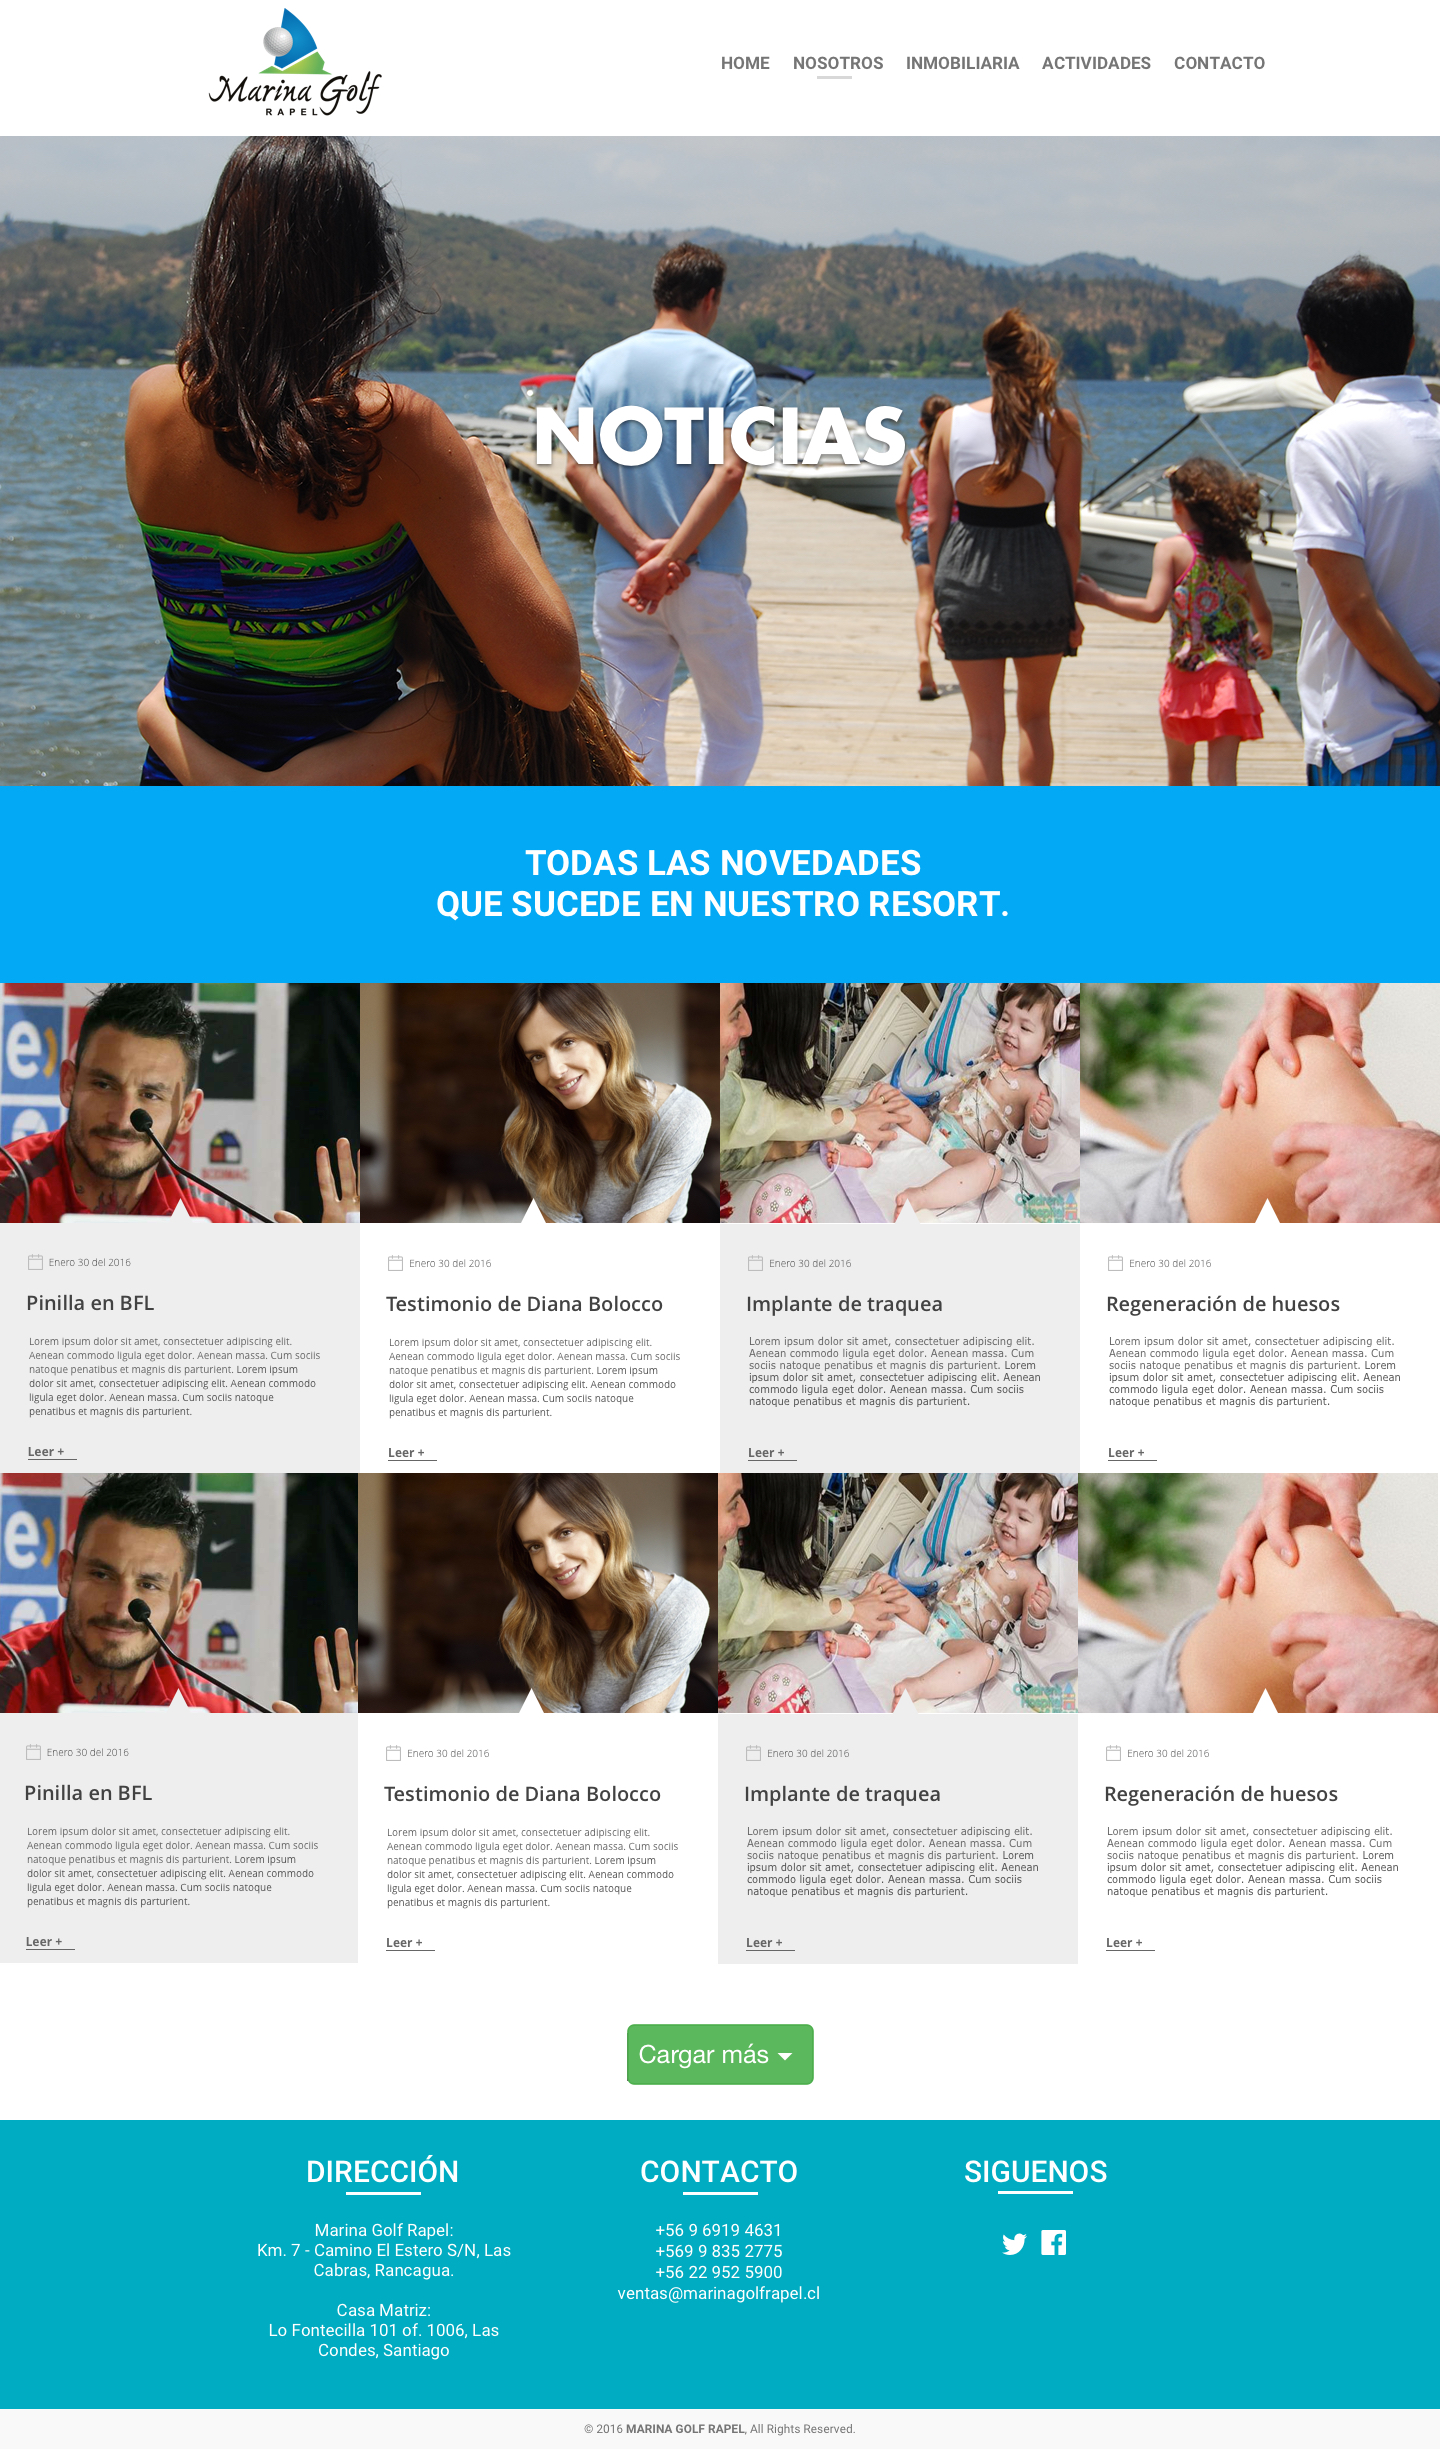 Marina Golf
RAPEL
HOME NOSOTROS INMOBILIARIA ACTIVIDADES CONTACTO
NOTICIAS
TODAS LAS NOVEDADES
QUE SUCEDE EN NUESTRO RESORT.
SODIMAC
Enero 30 del 2016
Pinilla en BFL
Lorem ipsum dolor sit amet, consectetuer adipiscing elit.
Aenean commodo ligula eget dolor. Aenean massa. Cum sociis
natoque penatibus et magnis dis parturient. Lorem ipsum
dolor sit amet, consectetuer adipiscing elit. Aenean commodo
ligula eget dolor. Aenean massa. Cum sociis natoque
penatibus et magnis dis parturient.
Leer +
Enero 30 del 2016
Testimonio de Diana Bolocco
Lorem ipsum dolor sit amet, consectetuer adipiscing elit.
Aenean commodo ligula eget dolor. Aenean massa. Cum sociis
natoque penatibus et magnis dis parturient. Lorem ipsum
dolor sit amet, consectetuer adipiscing elit. Aenean commodo
ligula eget dolor. Aenean massa. Cum sociis natoque
penatibus et magnis dis parturient.
Leer +
Enero 30 del 2016
Implante de traquea
Lorem ipsum dolor sit amet, consectetuer adipiscing elit.
Aenean commodo ligula eget dolor. Aenean massa. Cum
sociis natoque penatibus et magnis dis parturient. Lorem
ipsum dolor sit amet, consectetuer adipiscing elit. Aenean
commodo ligula eget dolor. Aenean massa. Cum sociis
natoque penatibus et magnis dis parturient.
Leer +
Enero 30 del 2016
Regeneración de huesos
Lorem ipsum dolor sit amet, consectetuer adipiscing elit.
Aenean commodo ligula eget dolor. Aenean massa. Cum
sociis natoque penatibus et magnis dis parturient. Lorem
ipsum dolor sit amet, consectetuer adipiscing elit. Aenean
commodo ligula eget dolor. Aenean massa. Cum sociis
natoque penatibus et magnis dis parturient.
Leer +
SODIMAC
Enero 30 del 2016
Pinilla en BFL
Lorem ipsum dolor sit amet, consectetuer adipiscing elit.
Aenean commodo ligula eget dolor. Aenean massa. Cum sociis
natoque penatibus et magnis dis parturient. Lorem ipsum
dolor sit amet, consectetuer adipiscing elit. Aenean commodo
ligula eget dolor. Aenean massa. Cum sociis natoque
penatibus et magnis dis parturient.
Leer +
Enero 30 del 2016
Testimonio de Diana Bolocco
Lorem ipsum dolor sit amet, consectetuer adipiscing elit.
Aenean commodo ligula eget dolor. Aenean massa. Cum sociis
natoque penatibus et magnis dis parturient. Lorem ipsum
dolor sit amet, consectetuer adipiscing elit. Aenean commodo
ligula eget dolor. Aenean massa. Cum sociis natoque
penatibus et magnis dis parturient.
Leer +
Enero 30 del 2016
Implante de traquea
Lorem ipsum dolor sit amet, consectetuer adipiscing elit.
Aenean commodo ligula eget dolor. Aenean massa. Cum
sociis natoque penatibus et magnis dis parturient. Lorem
ipsum dolor sit amet, consectetuer adipiscing elit. Aenean
commodo ligula eget dolor. Aenean massa. Cum sociis
natoque penatibus et magnis dis parturient.
Leer +
Enero 30 del 2016
Regeneración de huesos
Lorem ipsum dolor sit amet, consectetuer adipiscing elit.
Aenean commodo ligula eget dolor. Aenean massa. Cum
sociis natoque penatibus et magnis dis parturient. Lorem
ipsum dolor sit amet, consectetuer adipiscing elit. Aenean
commodo ligula eget dolor. Aenean massa. Cum sociis
natoque penatibus et magnis dis parturient.
Leer +
Cargar más
DIRECCIÓN
Marina Golf Rapel:
Km. 7 - Camino El Estero S/N, Las
Cabras, Rancagua.
Casa Matriz:
Lo Fontecilla 101 of. 1006, Las
Condes, Santiago
CONTACTO
+56 9 6919 4631
+569 9 835 2775
+56 22 952 5900
ventas@marinagolfrapel.cl
SIGUENOS
© 2016 MARINA GOLF RAPEL, All Rights Reserved.